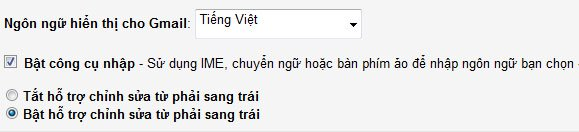 Ngôn ngữ hiển thị cho Gmail: Tiếng Việt
Bật công cụ nhập - Sử dụng IME, chuyển ngữ hoặc bàn phím ảo để nhập ngôn ngữ bạn chọn -
Tắt hỗ trợ chỉnh sửa từ phải sang trái
Bật hỗ trợ chỉnh sửa từ phải sang trái